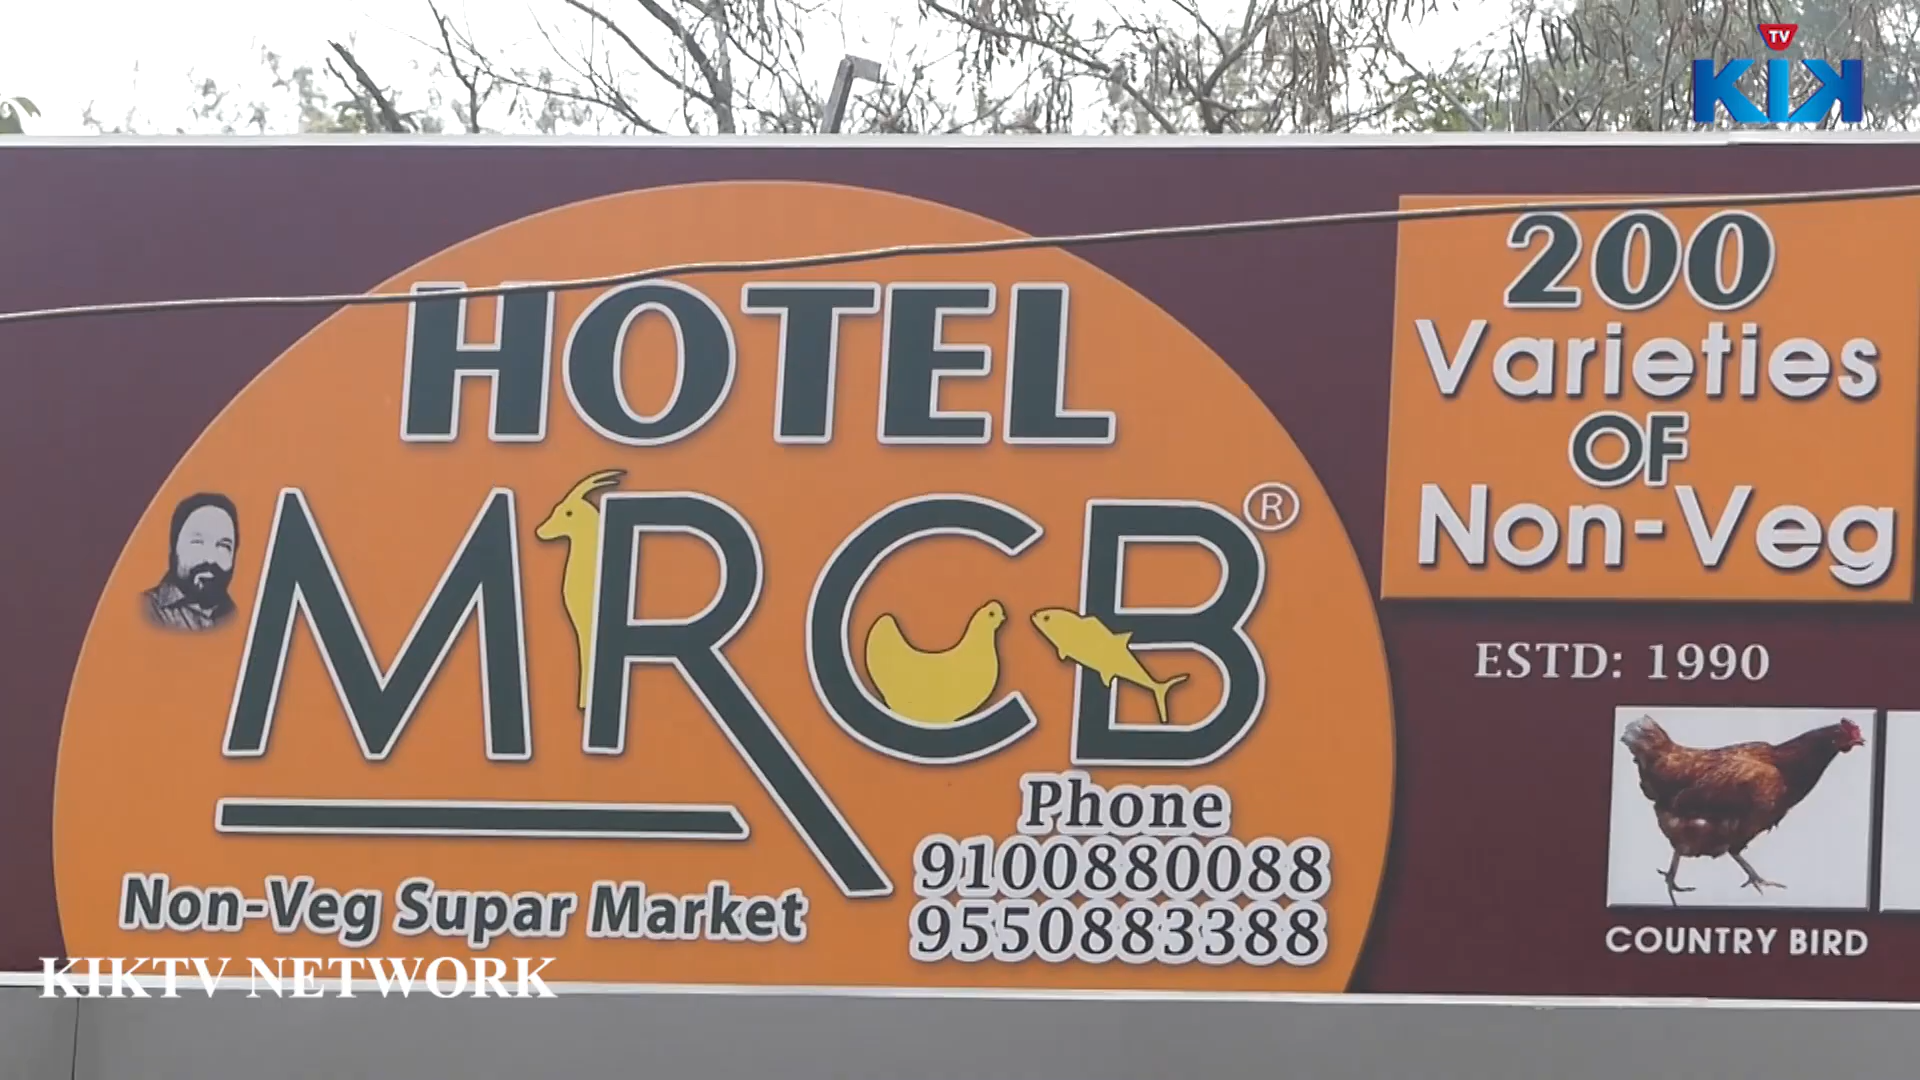 TV
KIK
HOTEL
MRCB®
Phone
9100880088
9550883388
Non-Veg Supar Market
200
Varieties
OF
Non-Veg
ESTD: 1990
COUNTRY BIRD
KIKTV NETWORK